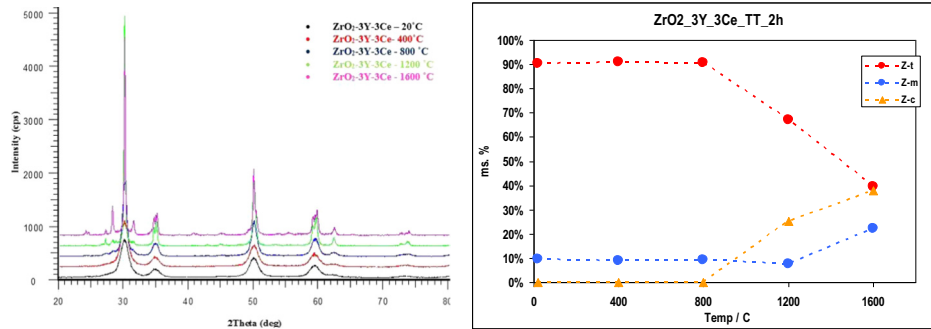 5000
4000
3000
2000
1000
0
Intensity (cps)
ZrO2-3Y-3Ce – 20˚C
ZrO2-3Y-3Ce- 400˚C
ZrO2-3Y-3Ce - 800 ˚C
ZrO2-3Y-3Ce - 1200 ˚C
ZrO2-3Y-3Ce - 1600 ˚C
20 30 40 50 60 70 80
2Theta (deg)
ZrO2_3Y_3Ce_TT_2h
100%
90%
80%
70%
60%
50%
40%
30%
20%
10%
0%
ms. %
Z-t
Z-m
Z-c
0 400 800 1200 1600
Temp / C